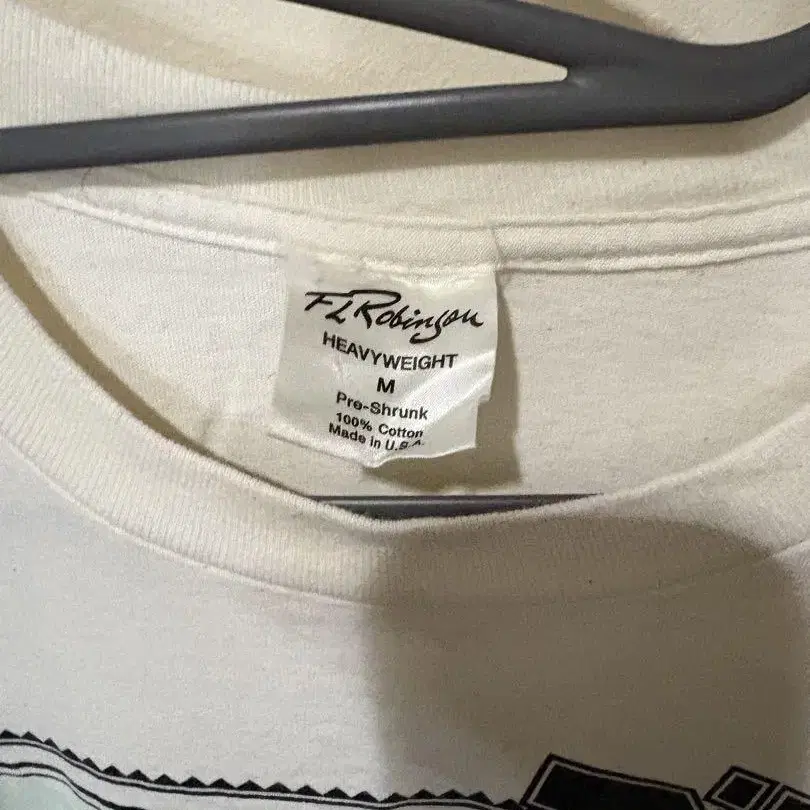 FL Robinson
HEAVYWEIGHT
M
Pre-Shrunk
100% Cotton
Made in U.S.A.